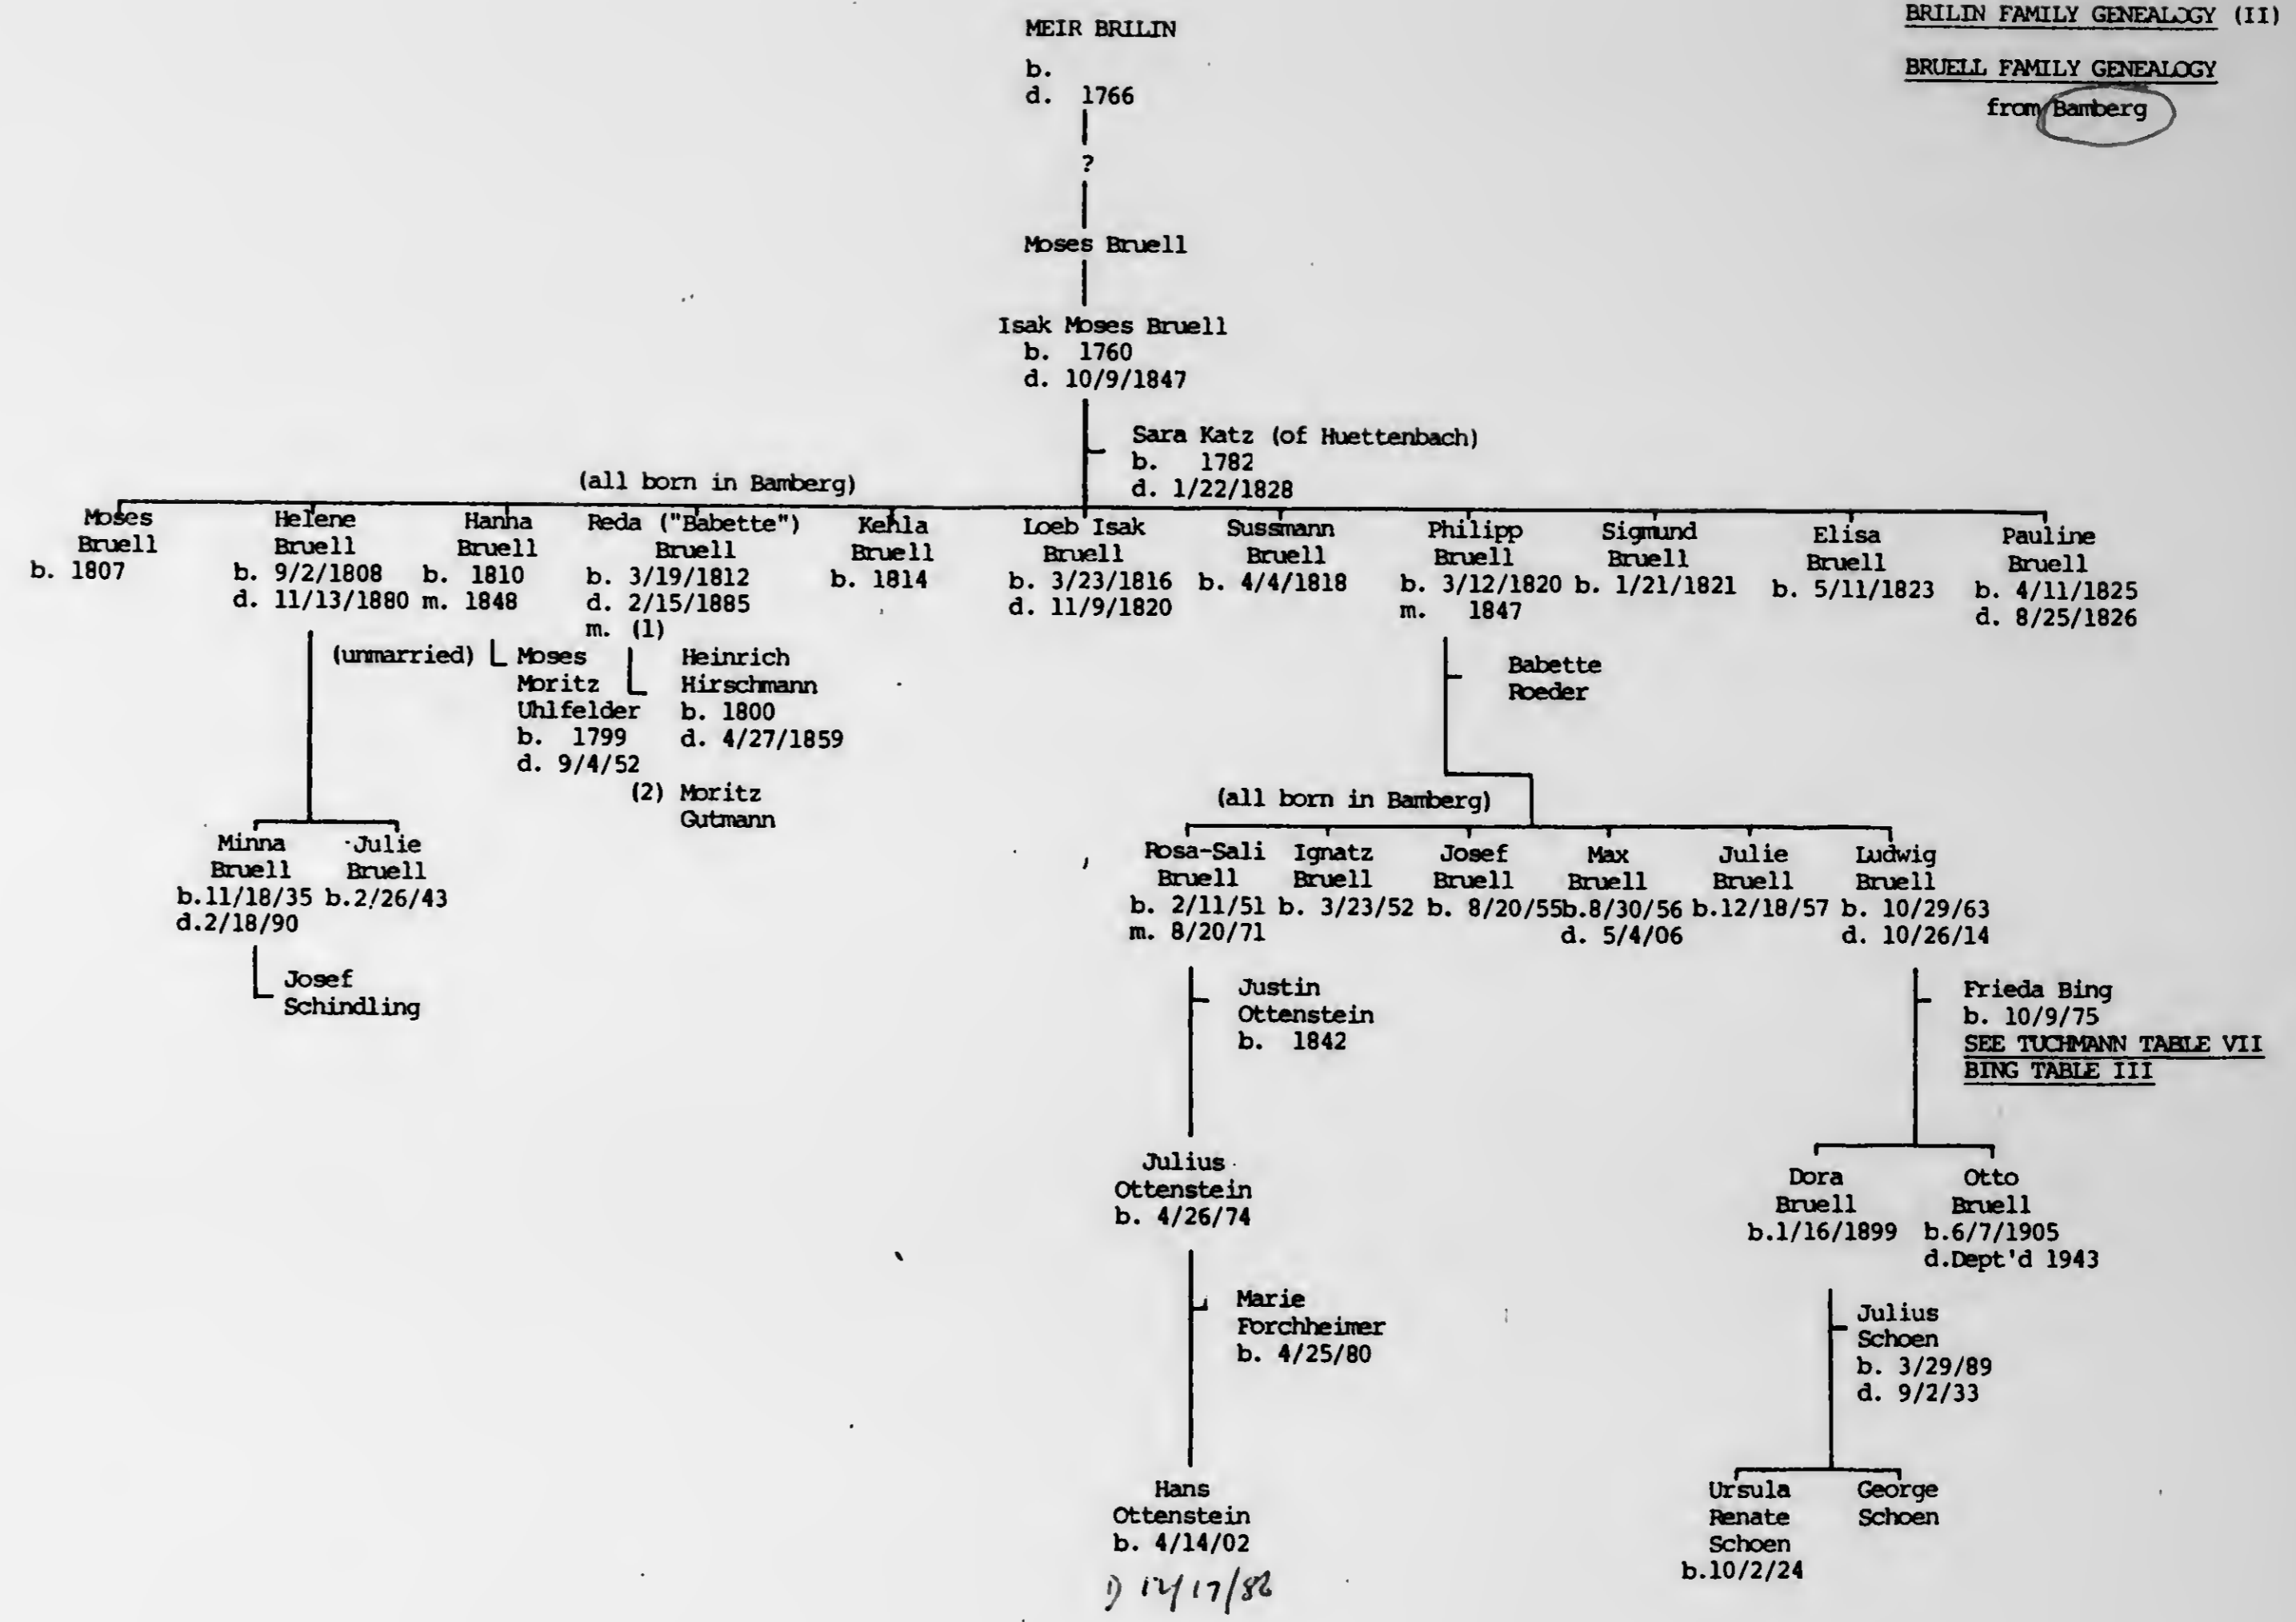 BRILIN FAMILY GENEALOGY (II)
BRUELL FAMILY GENEALOGY
from Bamberg
MEIR BRILIN
b.
d. 1766
?
Moses Bruell
Isak Moses Bruell
b. 1760
d. 10/9/1847
Sara Katz (of Huettenbach)
b. 1782
d. 1/22/1828
(all born in Bamberg)
Moses
Bruell
b. 1807
Helene
Bruell
b. 9/2/1808
d. 11/13/1880
(unmarried)
Hanna
Bruell
b. 1810
m. 1848
Moses
Moritz
Uhlfelder
b. 1799
d. 9/4/52
Reda ("Babette")
Bruell
b. 3/19/1812
d. 2/15/1885
m. (1)
Heinrich
Hirschmann
b. 1800
d. 4/27/1859
(2) Moritz
Gutmann
Kehla
Bruell
b. 1814
Loeb Isak
Bruell
b. 3/23/1816
d. 11/9/1820
Sussmann
Bruell
b. 4/4/1818
Philipp
Bruell
b. 3/12/1820
m. 1847
Babette
Roeder
Sigmund
Bruell
b. 1/21/1821
Elisa
Bruell
b. 5/11/1823
Pauline
Bruell
b. 4/11/1825
d. 8/25/1826
Minna
Bruell
b.11/18/35
d.2/18/90
Josef
Schindling
Julie
Bruell
b.2/26/43
(all born in Bamberg)
Rosa-Sali
Bruell
b. 2/11/51
m. 8/20/71
Justin
Ottenstein
b. 1842
Ignatz
Bruell
b. 3/23/52
Josef
Bruell
b. 8/20/55
Max
Bruell
b.8/30/56
d. 5/4/06
Julie
Bruell
b.12/18/57
Ludwig
Bruell
b. 10/29/63
d. 10/26/14
Frieda Bing
b. 10/9/75
SEE TUCHMANN TABLE VII
BING TABLE III
Julius
Ottenstein
b. 4/26/74
Marie
Forchheimer
b. 4/25/80
Hans
Ottenstein
b. 4/14/02
Dora
Bruell
b.1/16/1899
Otto
Bruell
b.6/7/1905
d.Dept'd 1943
Julius
Schoen
b. 3/29/89
d. 9/2/33
Ursula
Renate
Schoen
b.10/2/24
George
Schoen